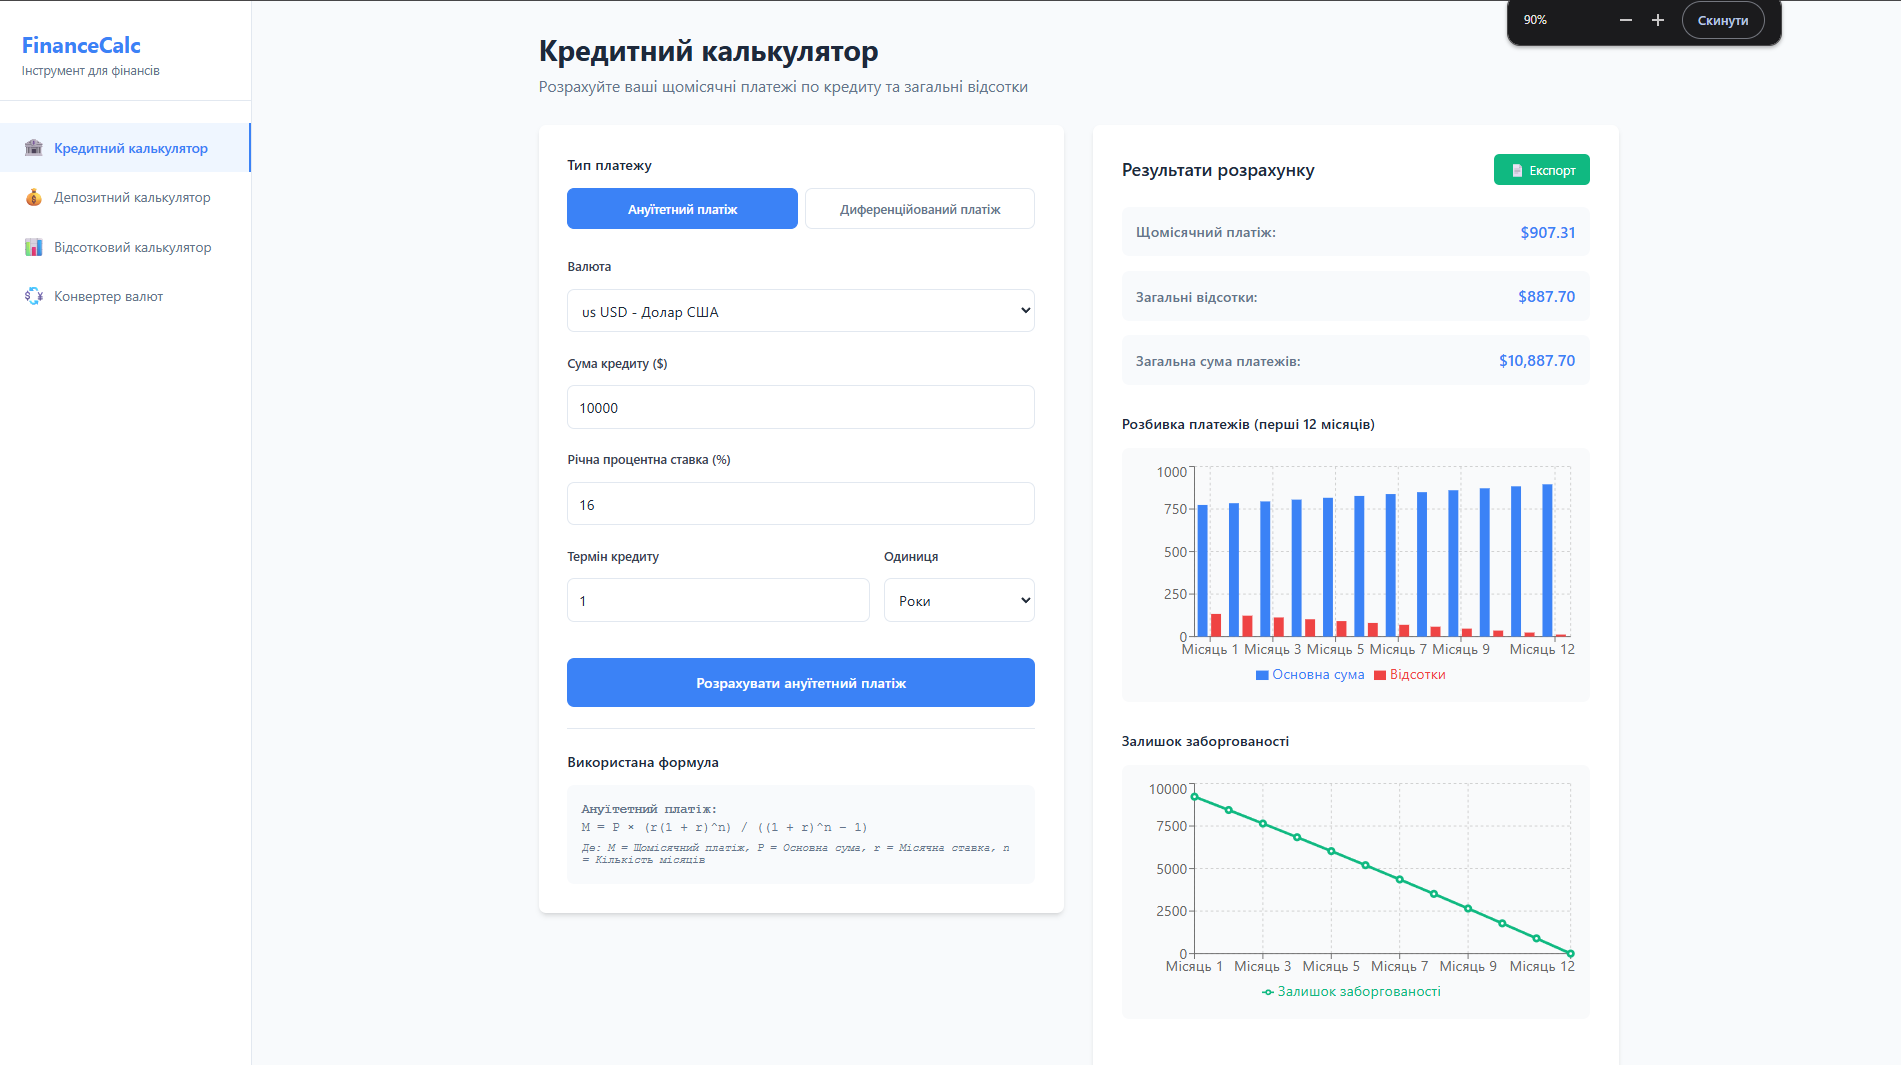 90%
Скинути
FinanceCalc
Інструмент для фінансів
Кредитний калькулятор
Депозитний калькулятор
Відсотковий калькулятор
Конвертер валют
Кредитний калькулятор
Розрахуйте ваші щомісячні платежі по кредиту та загальні відсотки
Тип платежу
Ануїтетний платіж
Диференційований платіж
Валюта
us USD - Долар США
Сума кредиту ($)
10000
Річна процентна ставка (%)
16
Термін кредиту
Одиниця
1
Роки
Розрахувати ануїтетний платіж
Використана формула
Ануїтетний платіж:
M = P × (r(1 + r)^n) / ((1 + r)^n - 1)
Де: M = Щомісячний платіж, P = Основна сума, r = Місячна ставка, n
= Кількість місяців
Результати розрахунку
Експорт
Щомісячний платіж:
$907.31
Загальні відсотки:
$887.70
Загальна сума платежів:
$10,887.70
Розбивка платежів (перші 12 місяців)
1000
750
500
250
0
Місяць 1 Місяць 3 Місяць 5 Місяць 7 Місяць 9 Місяць 12
Основна сума Відсотки
Залишок заборгованості
10000
7500
5000
2500
0
Місяць 1 Місяць 3 Місяць 5 Місяць 7 Місяць 9 Місяць 12
Залишок заборгованості